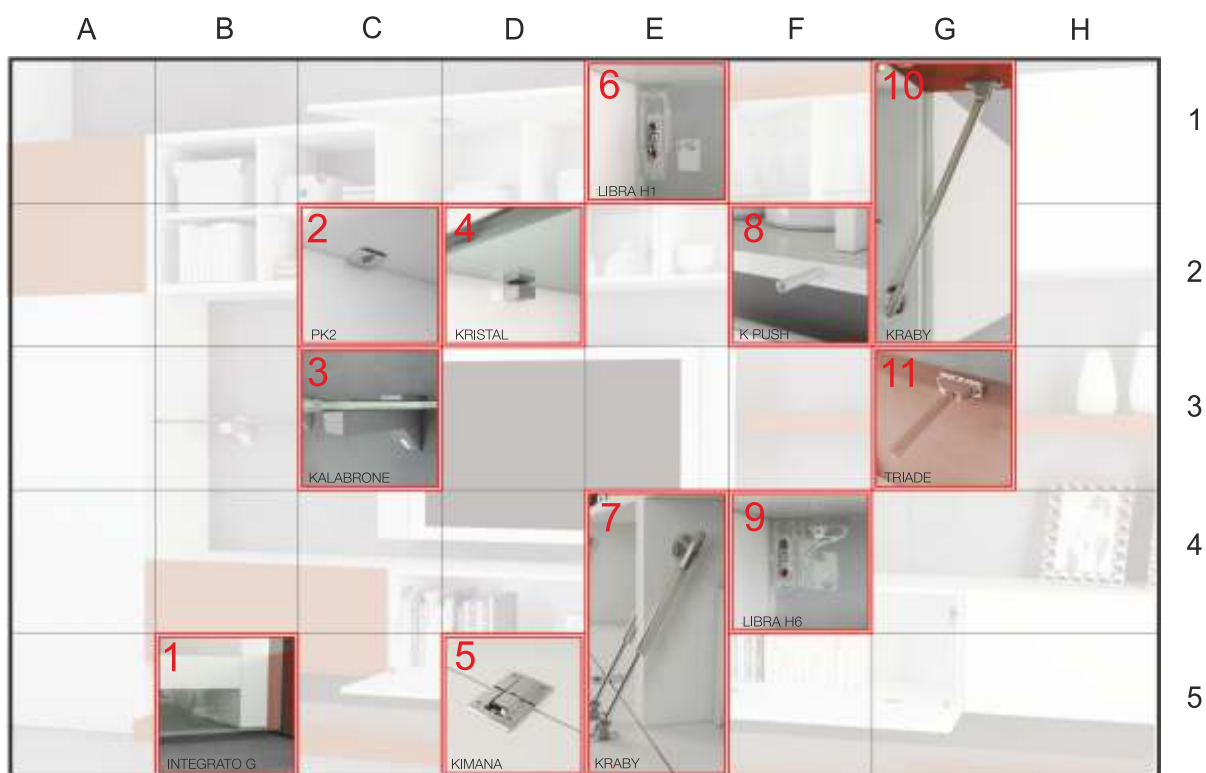 A B C D E F G H
6 10
1
LIBRA H1
2 4 8
2
PK2 KRISTAL K PUSH KRABY
3 11
3
KALABRONE TRIADE
7 9
4
LIBRA H6
1 5
5
INTEGRATO G KIMANA KRABY